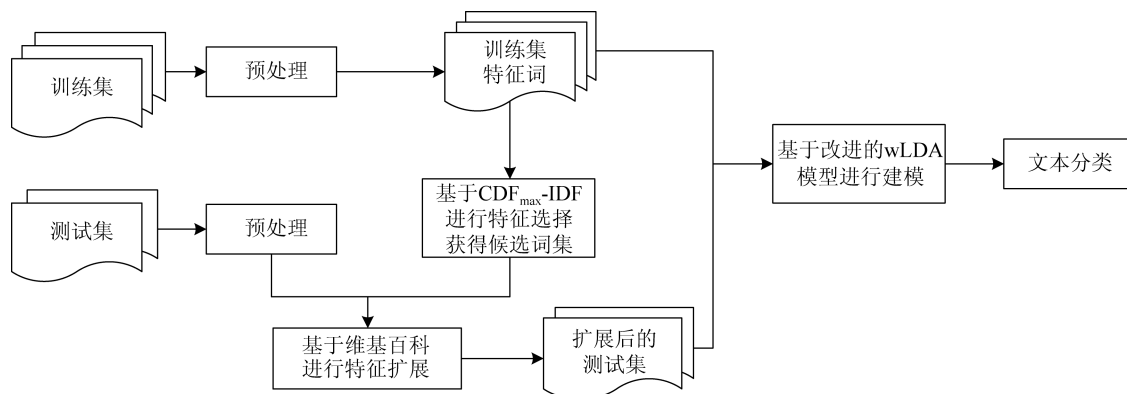 训练集
预处理
训练集
特征词
基于改进的wLDA
模型进行建模
文本分类
基于CDFmax-IDF
进行特征选择
获得候选词集
测试集
预处理
基于维基百科
进行特征扩展
扩展后的
测试集